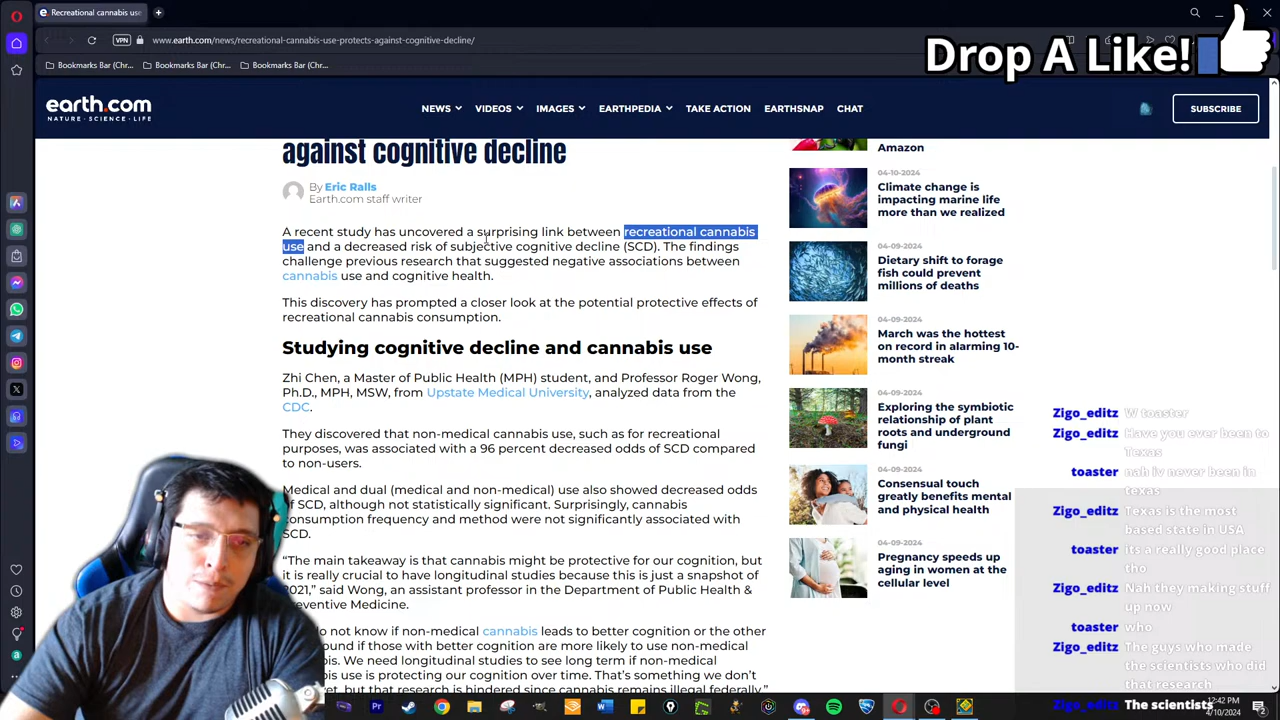 Recreational cannabis use
VPN
www.earth.com/news/recreational-cannabis-use-protects-against-cognitive-decline/
Bookmarks Bar (Chr...
Bookmarks Bar (Chr...
Bookmarks Bar (Chr...
Drop A Like!
earth.com
NATURE · SCIENCE · LIFE
NEWS
VIDEOS
IMAGES
EARTHPEDIA
TAKE ACTION
EARTHSNAP
CHAT
SUBSCRIBE
against cognitive decline
By Eric Ralls
Earth.com staff writer
A recent study has uncovered a surprising link between recreational cannabis
use and a decreased risk of subjective cognitive decline (SCD). The findings
challenge previous research that suggested negative associations between
cannabis use and cognitive health.
This discovery has prompted a closer look at the potential protective effects of
recreational cannabis consumption.
Studying cognitive decline and cannabis use
Zhi Chen, a Master of Public Health (MPH) student, and Professor Roger Wong,
Ph.D., MPH, MSW, from Upstate Medical University, analyzed data from the
CDC.
They discovered that non-medical cannabis use, such as for recreational
purposes, was associated with a 96 percent decreased odds of SCD compared
to non-users.
Medical and dual (medical and non-medical) use also showed decreased odds
of SCD, although not statistically significant. Surprisingly, cannabis
consumption frequency and method were not significantly associated with
SCD.
“The main takeaway is that cannabis might be protective for our cognition, but
it is really crucial to have longitudinal studies because this is just a snapshot of
2021,” said Wong, an assistant professor in the Department of Public Health &
Preventive Medicine.
do not know if non-medical cannabis leads to better cognition or the other
ound if those with better cognition are more likely to use non-medical
bis. We need longitudinal studies to see long term if non-medical
bis use is protecting our cognition over time. That's something we don't
et, but that research is hindered since cannabis remains illegal federally,”
Amazon
04-10-2024
Climate change is
impacting marine life
more than we realized
04-09-2024
Dietary shift to forage
fish could prevent
millions of deaths
04-09-2024
March was the hottest
on record in alarming 10-
month streak
04-09-2024
Exploring the symbiotic
relationship of plant
roots and underground
fungi
04-09-2024
Consensual touch
greatly benefits mental
and physical health
04-09-2024
Pregnancy speeds up
aging in women at the
cellular level
Zigo_editz W toaster
Zigo_editz Have you ever been to
Texas
toaster nah iv never been in
texas
Zigo_editz Texas is the most
based state in USA
toaster its a really good place
tho
Zigo_editz Nah they making stuff
up now
toaster who
Zigo_editz The guys who made
the scientists who did
that research
Zigo_editz The scientists
12:42 PM
4/10/2024